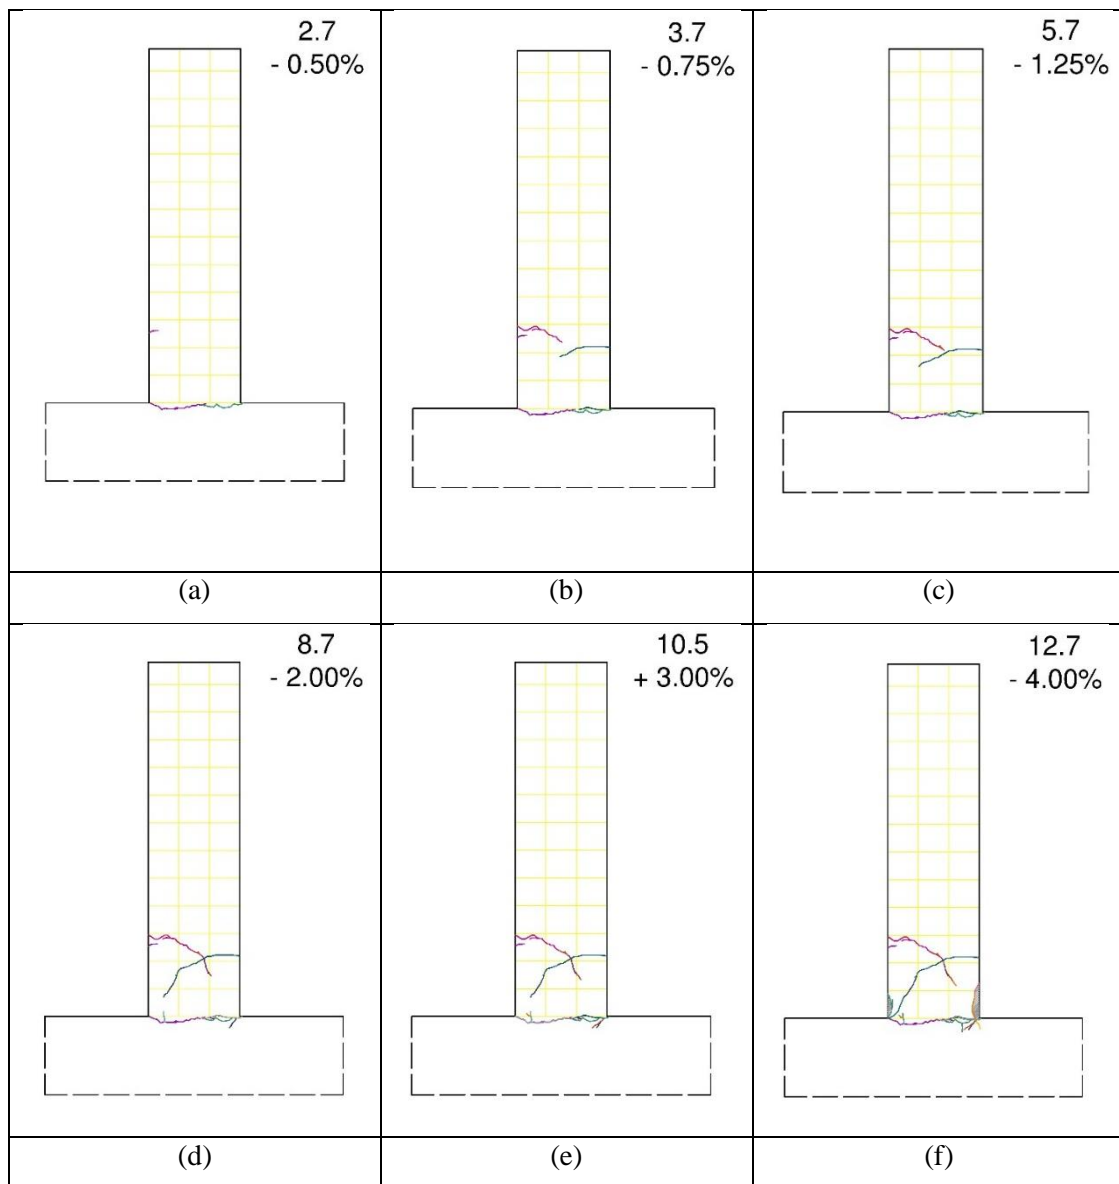 2.7
- 0.50%
3.7
- 0.75%
5.7
- 1.25%
(a)
(b)
(c)
8.7
- 2.00%
10.5
+ 3.00%
12.7
- 4.00%
(d)
(e)
(f)